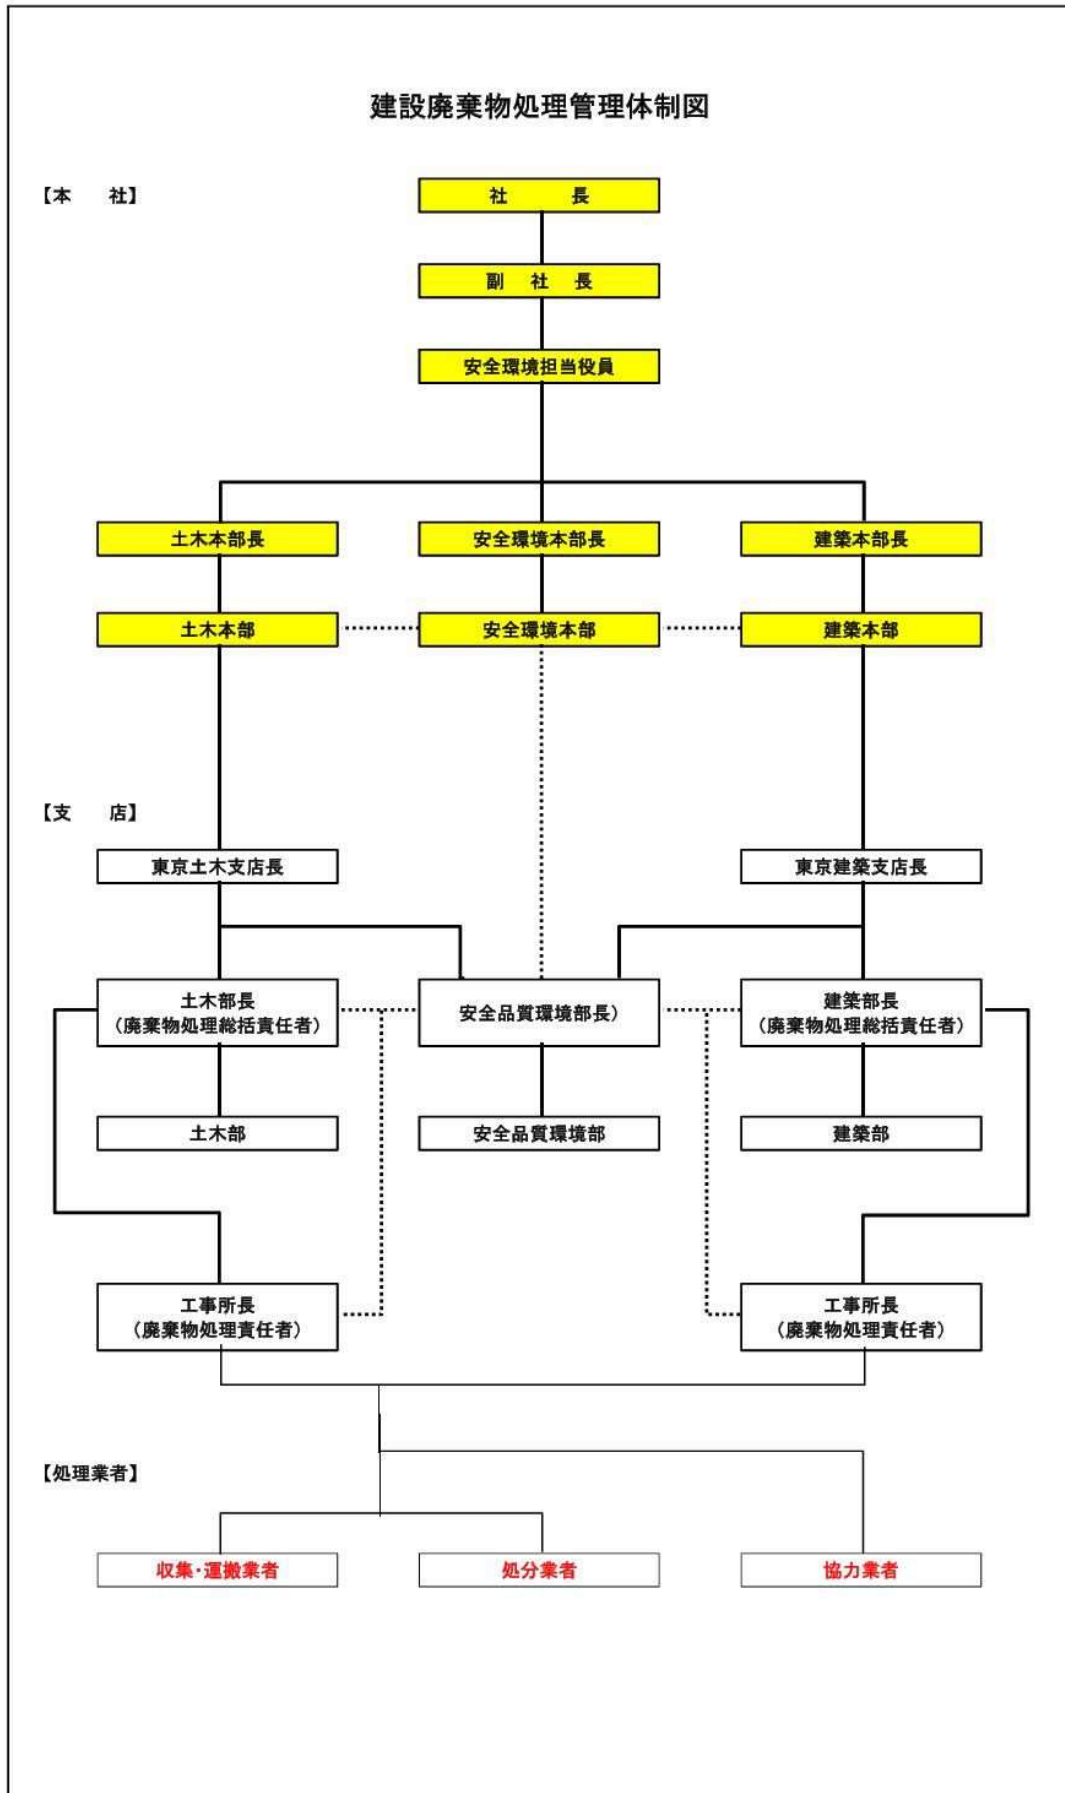 建設廃棄物処理管理体制図
【本　社】
社　長
副 社 長
安全環境担当役員
土木本部長
安全環境本部長
建築本部長
土木本部
安全環境本部
建築本部
【支　店】
東京土木支店長
東京建築支店長
土木部長
（廃棄物処理総括責任者）
安全品質環境部長）
建築部長
（廃棄物処理総括責任者）
土木部
安全品質環境部
建築部
工事所長
（廃棄物処理責任者）
工事所長
（廃棄物処理責任者）
【処理業者】
収集・運搬業者
処分業者
協力業者